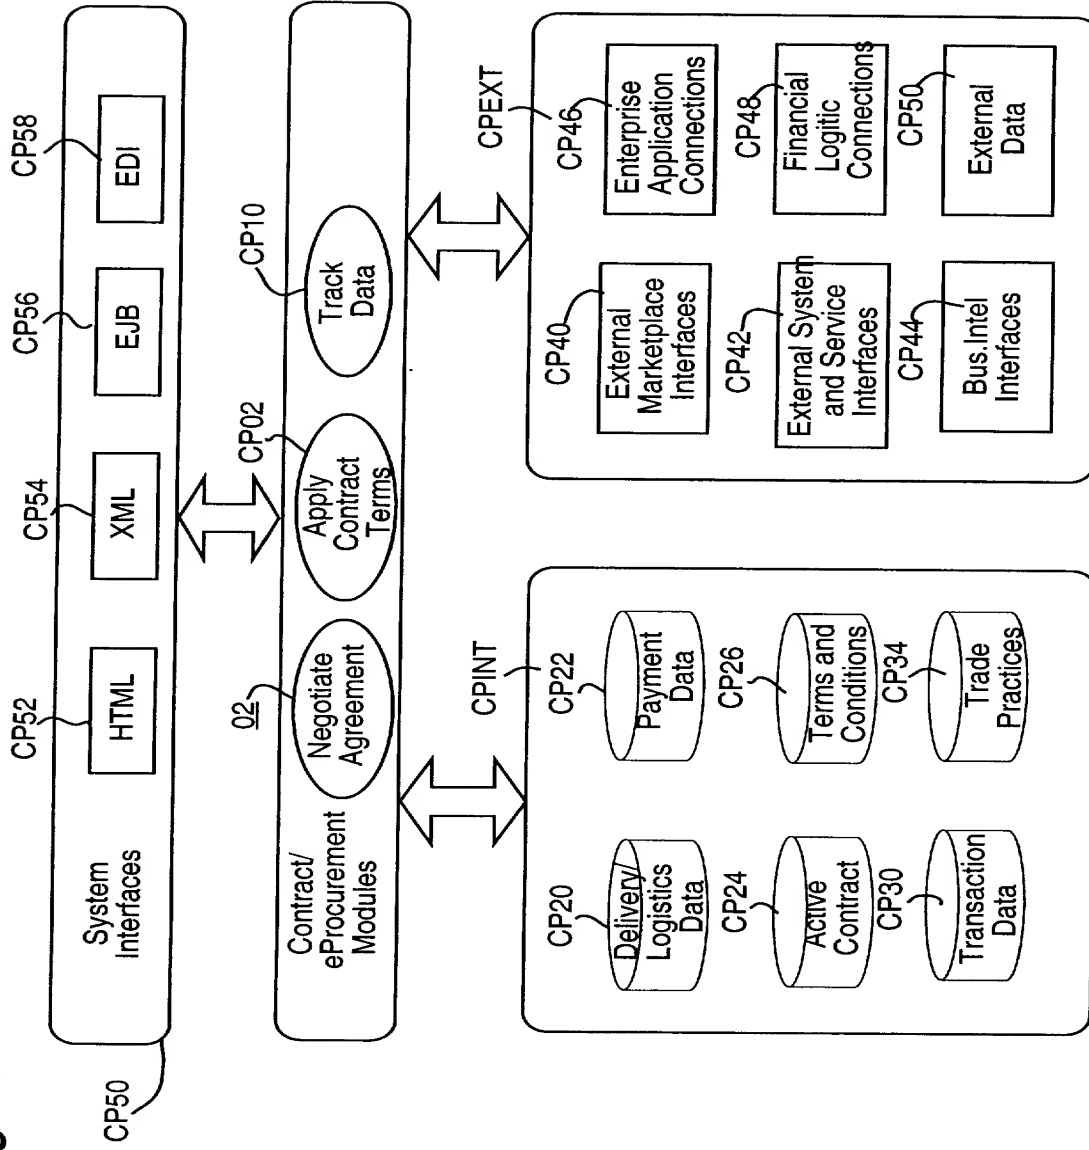 CP50
System
Interfaces
CP52
HTML
CP54
XML
CP56
EJB
CP58
EDI
Contract/
eProcurement
Modules
02
Negotiate
Agreement
CP02
Apply
Contract
Terms
CP10
Track
Data
CPINT
CP20
Delivery/
Logistics
Data
CP22
Payment
Data
CP24
Active
Contract
CP26
Terms and
Conditions
CP30
Transaction
Data
CP34
Trade
Practices
CPEXT
CP40
External
Marketplace
Interfaces
CP46
Enterprise
Application
Connections
CP42
External System
and Service
Interfaces
CP48
Financial
Logitic
Connections
CP44
Bus.Intel
Interfaces
CP50
External
Data